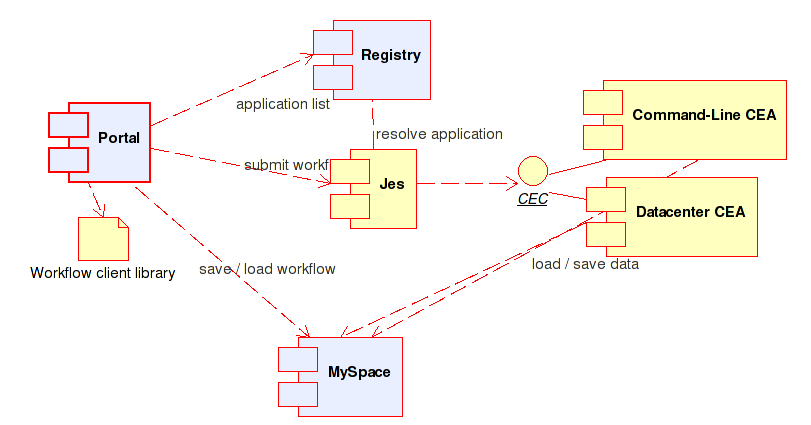 Registry
application list
Command-Line CEA
Portal
resolve application
submit workf
Jes
CEC
Datacenter CEA
Workflow client library
save / load workflow
load / save data
MySpace